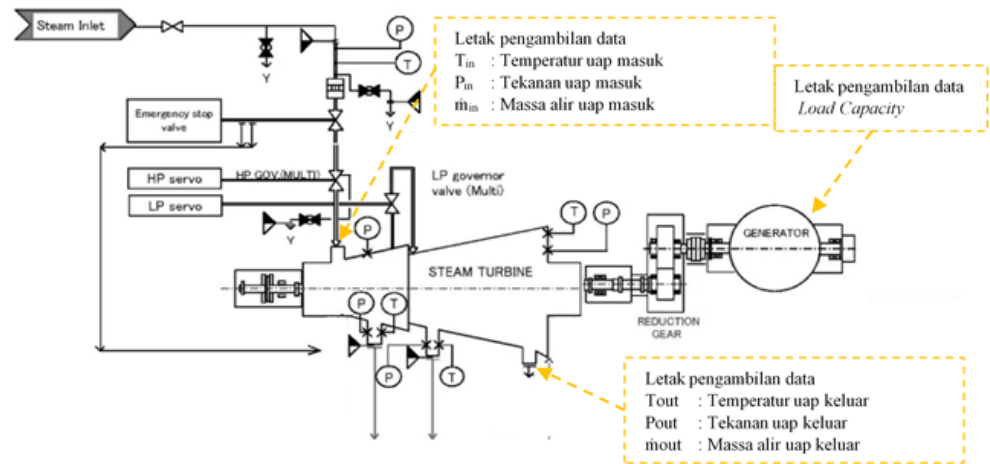 Steam Inlet
P
T
Y
Y
Letak pengambilan data
Tin : Temperatur uap masuk
Pin : Tekanan uap masuk
ṁin : Massa alir uap masuk
Letak pengambilan data
Load Capacity
Emergency stop
valve
HP servo
LP servo
HP GOV.(MULTI)
LP governor
valve (Multi)
Y
P
T
P
STEAM TURBINE
GENERATOR
P
T
REDUCTION
GEAR
P
T
Letak pengambilan data
Tout : Temperatur uap keluar
Pout : Tekanan uap keluar
ṁout : Massa alir uap keluar